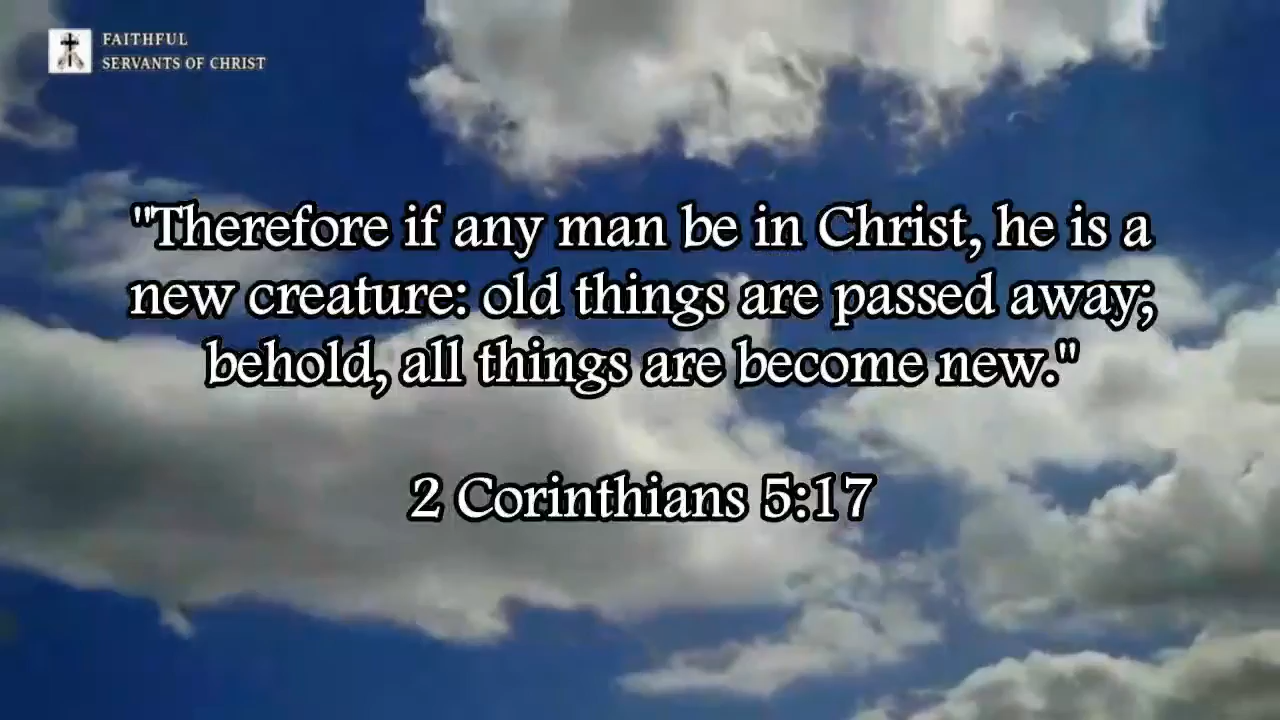 FAITHFUL
SERVANTS OF CHRIST
"Therefore if any man be in Christ, he is a
new creature: old things are passed away;
behold, all things are become new."
2 Corinthians 5:17